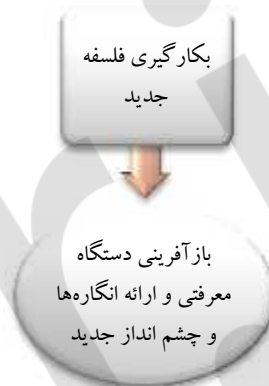 بکارگیری فلسفه
جدید
بازآفرینی دستگاه
معرفتی و ارائه انگاره‌ها
و چشم انداز جدید